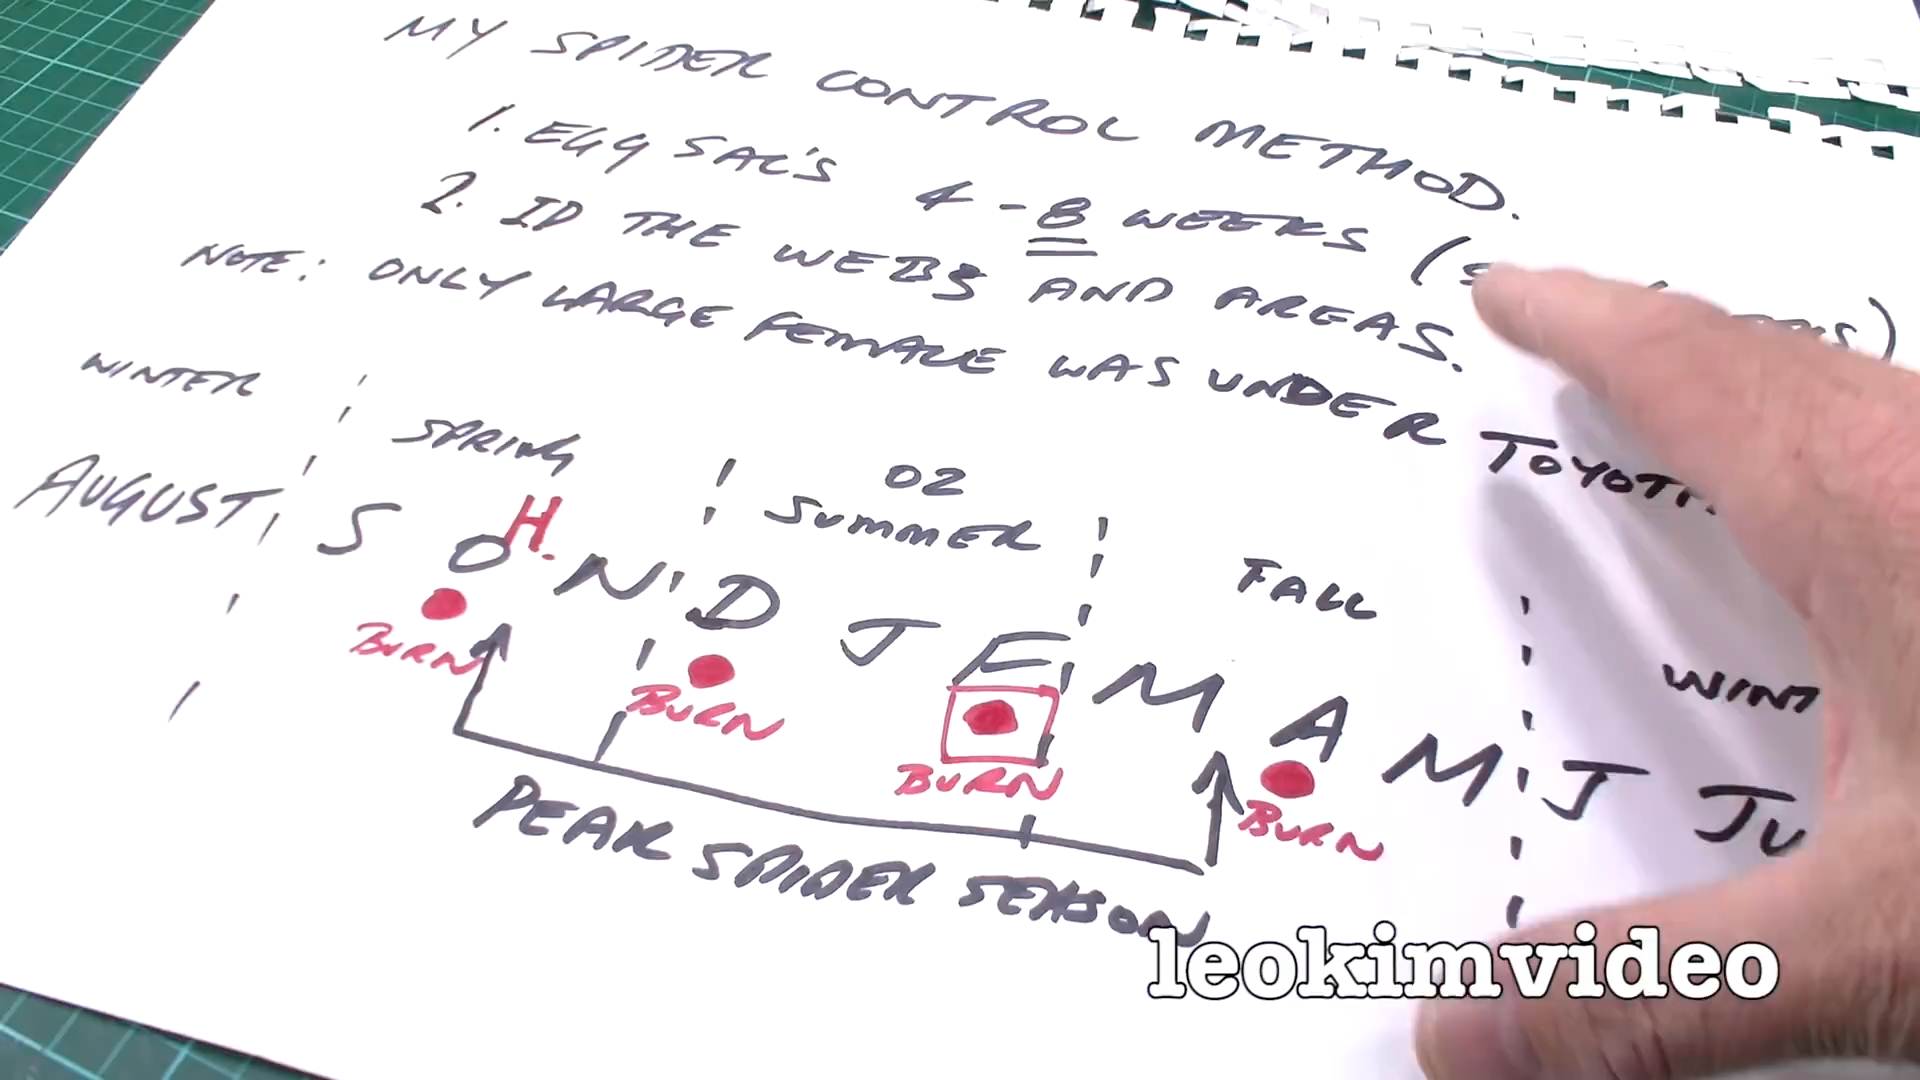 MY SPIDER CONTROL METHOD.
1. EGG SAC'S 4-8 WEEKS (
2. ID THE WEBS AND AREAS.
NOTE: ONLY LARGE FEMALE WAS UNDER TOYOT
WINTER SPRING OZ SUMMER FALL WINT
AUGUST S O H. N D J F M A M J JU
BURN BURN BURN BURN
PEAK SPIDER SEASON
leokimvideo